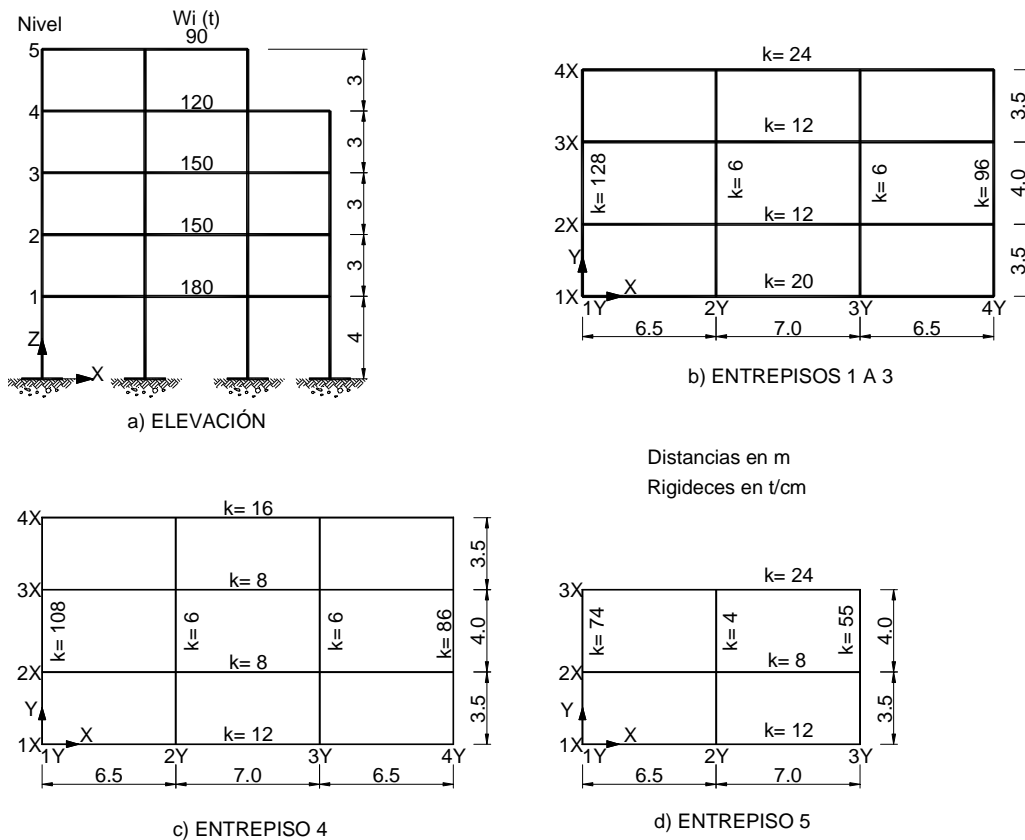 Nivel
Wi (t)
5
90
4
120
3
150
2
150
1
180
Z
X
3
3
3
3
4
a) ELEVACIÓN
4X
k= 24
3.5
3X
k= 12
k= 128
k= 6
k= 6
k= 96
4.0
2X
k= 12
Y
3.5
1X
X
k= 20
1Y
2Y
3Y
4Y
6.5
7.0
6.5
b) ENTREPISOS 1 A 3
Distancias en m
Rigideces en t/cm
4X
k= 16
3.5
3X
k= 8
k= 108
k= 6
k= 6
k= 86
4.0
2X
k= 8
Y
3.5
1X
X
k= 12
1Y
2Y
3Y
4Y
6.5
7.0
6.5
c) ENTREPISO 4
3X
k= 24
k= 74
k= 4
k= 55
4.0
2X
k= 8
Y
3.5
1X
X
k= 12
1Y
2Y
3Y
6.5
7.0
d) ENTREPISO 5